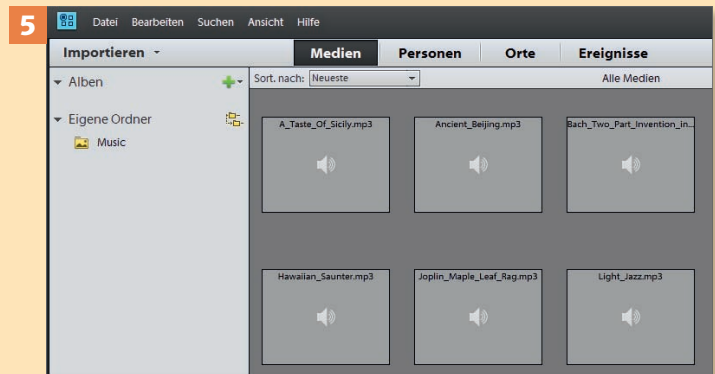 5
Datei Bearbeiten Suchen Ansicht Hilfe
Importieren Medien Personen Orte Ereignisse
Alben Sort. nach: Neueste Alle Medien
Eigene Ordner
Music
A_Taste_Of_Sicily.mp3 Ancient_Beijing.mp3 Bach_Two_Part_Invention_in...
Hawaiian_Saunter.mp3 Joplin_Maple_Leaf_Rag.mp3 Light_Jazz.mp3